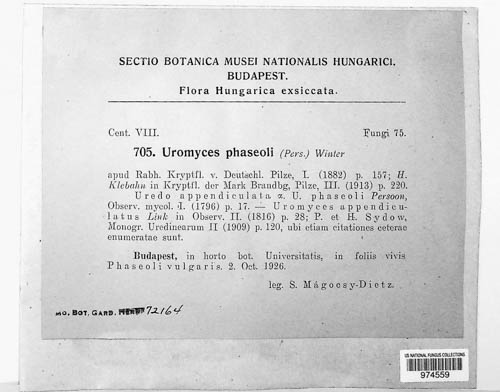 SECTIO BOTANICA MUSEI NATIONALIS HUNGARICI.
BUDAPEST.
Flora Hungarica exsiccata.
Cent. VIII. Fungi 75.
705. Uromyces phaseoli (Pers.) Winter
apud Rabh. Kryptfl. v. Deutschl. Pilze, I. (1882) p. 157; H.
Klebahn in Kryptfl. der Mark Brandbg, Pilze, III. (1913) p. 220.
Uredo appendiculata α. U. phaseoli Persoon,
Observ. mycol. I. (1796) p. 17. — Uromyces appendicu-
latus Link in Observ. II. (1816) p. 28; P. et H. Sydow,
Monogr. Uredinearum II (1909) p. 120, ubi etiam citationes ceterae
enumeratae sunt.
Budapest, in horto bot. Universitatis, in foliis vivis
Phaseoli vulgaris. 2. Oct. 1926.
leg. S. Mágocsy-Dietz.
MO. BOT. GARD. 72164
US NATIONAL FUNGUS COLLECTIONS
974559